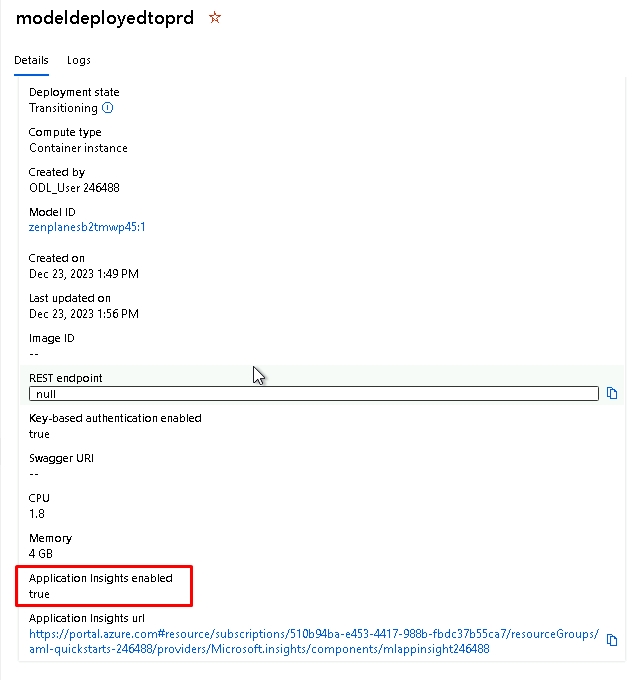 modeldeployedtoprd
Details Logs
Deployment state
Transitioning
Compute type
Container instance
Created by
ODL_User 246488
Model ID
zenplanesb2tmwp45:1
Created on
Dec 23, 2023 1:49 PM
Last updated on
Dec 23, 2023 1:56 PM
Image ID
--
REST endpoint
null
Key-based authentication enabled
true
Swagger URI
--
CPU
1.8
Memory
4 GB
Application Insights enabled
true
Application Insights url
https://portal.azure.com#resource/subscriptions/510b94ba-e453-4417-988b-fbdc37b55ca7/resourceGroups/
aml-quickstarts-246488/providers/Microsoft.insights/components/mlappinsight246488